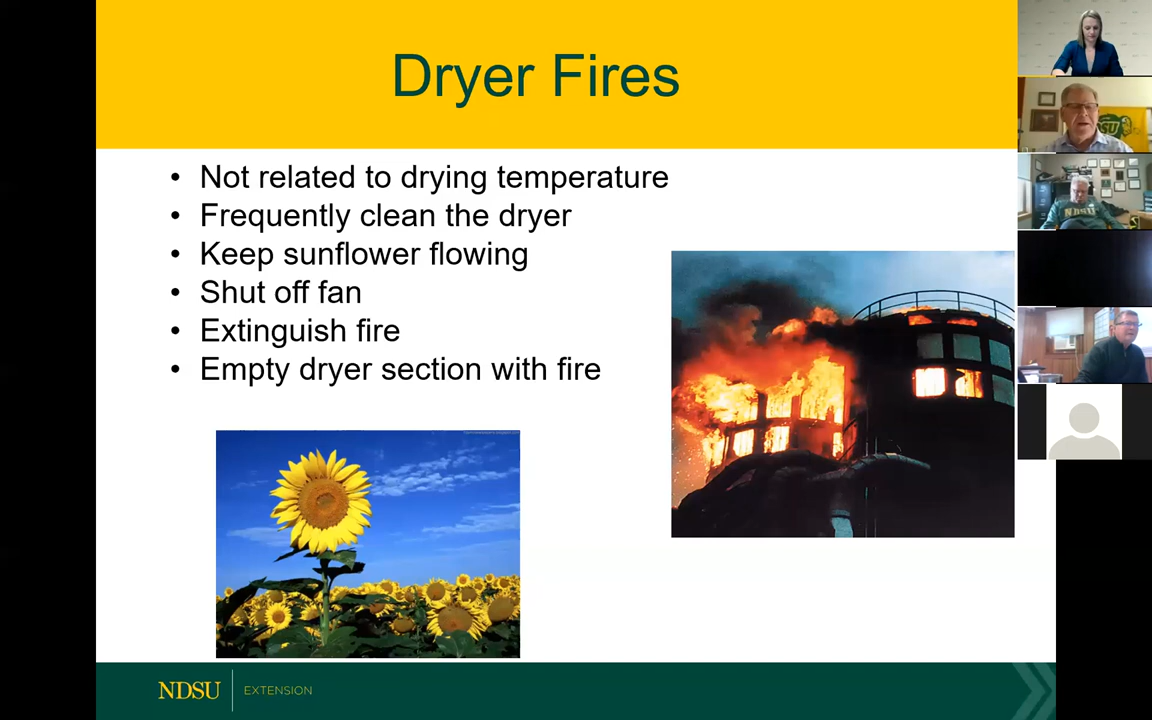 Dryer Fires
• Not related to drying temperature
• Frequently clean the dryer
• Keep sunflower flowing
• Shut off fan
• Extinguish fire
• Empty dryer section with fire
NDSU EXTENSION
NDSU